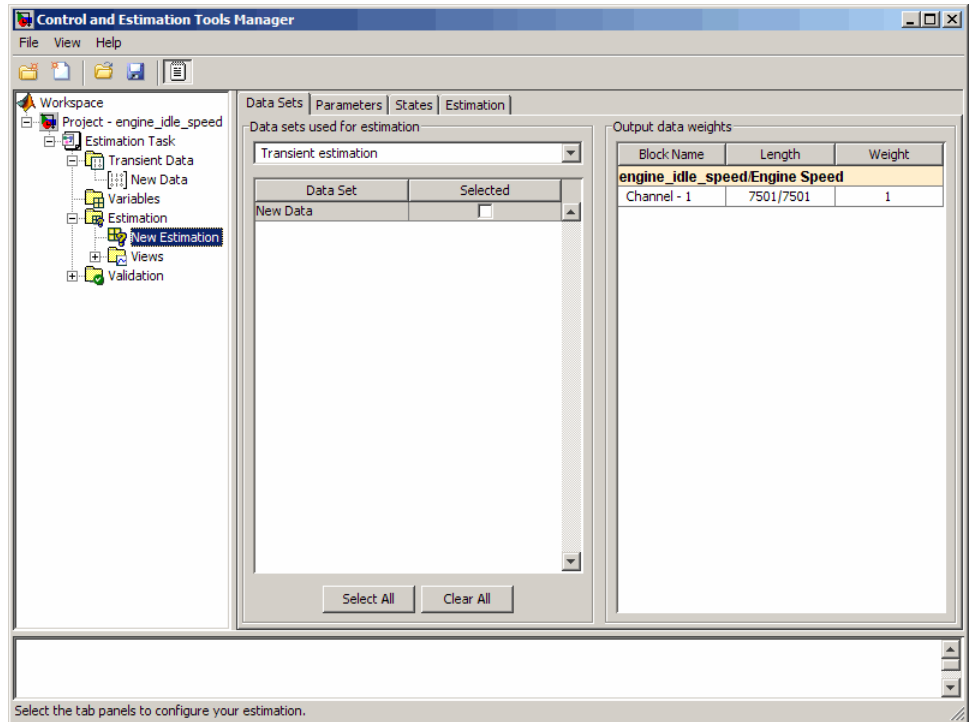 Control and Estimation Tools Manager
File View Help
Workspace
Project - engine_idle_speed
Estimation Task
Transient Data
New Data
Variables
Estimation
New Estimation
Views
Validation
Data Sets Parameters States Estimation
Data sets used for estimation
Transient estimation
Data Set Selected
New Data
Select All Clear All
Output data weights
Block Name Length Weight
engine_idle_speed/Engine Speed
Channel - 1 7501/7501 1
Select the tab panels to configure your estimation.